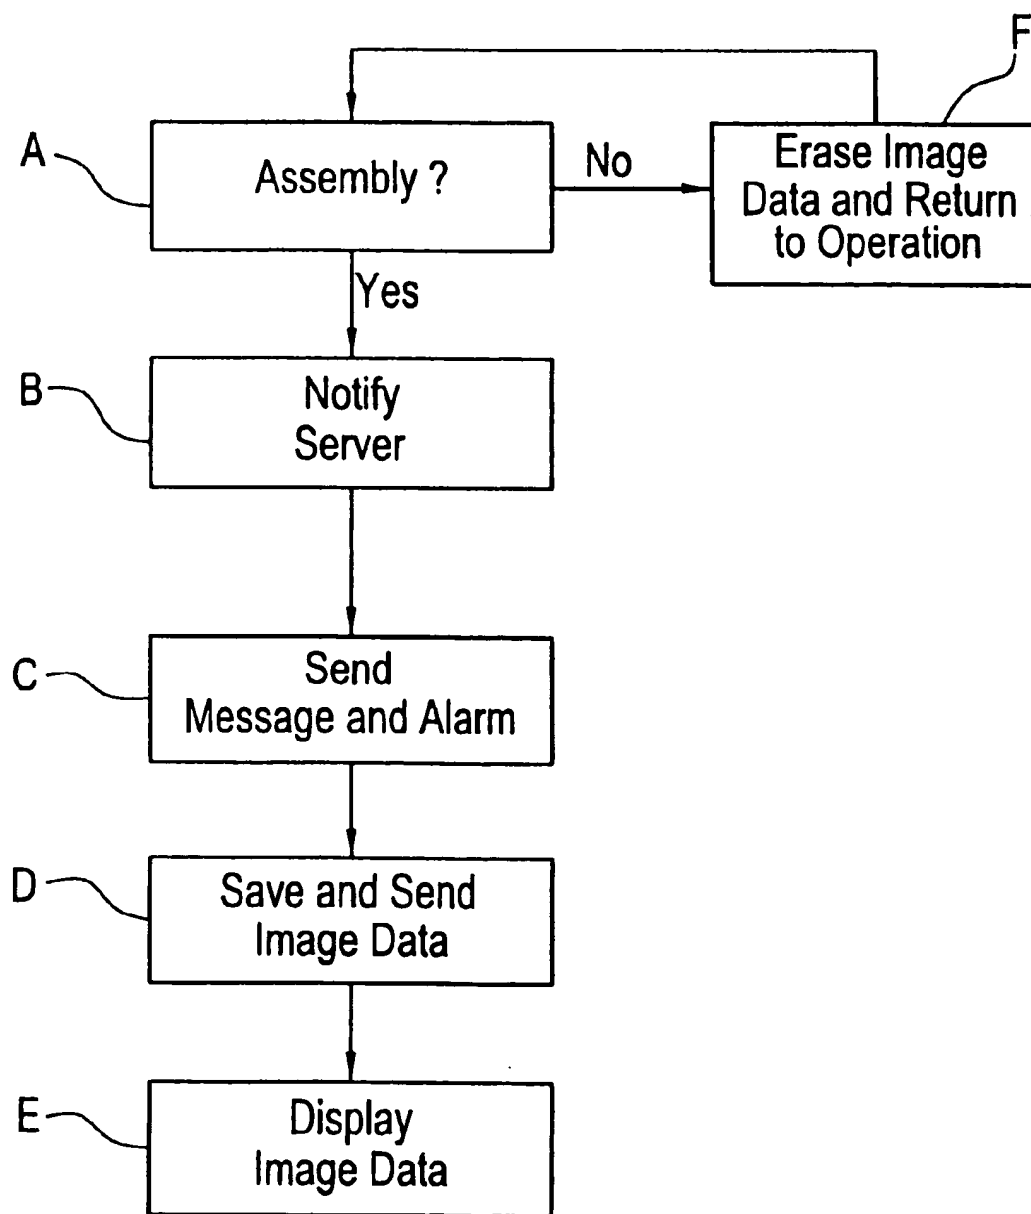 F
A
Assembly ?
No
Erase Image
Data and Return
to Operation
Yes
B
Notify
Server
C
Send
Message and Alarm
D
Save and Send
Image Data
E
Display
Image Data